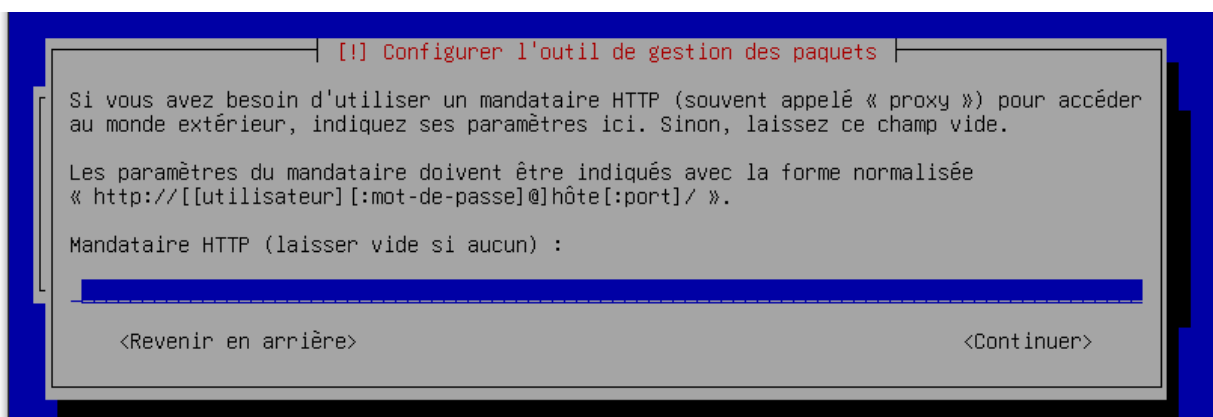 [!] Configurer l'outil de gestion des paquets
Si vous avez besoin d'utiliser un mandataire HTTP (souvent appelé « proxy ») pour accéder
au monde extérieur, indiquez ses paramètres ici. Sinon, laissez ce champ vide.
Les paramètres du mandataire doivent être indiqués avec la forme normalisée
« http://[[utilisateur][:mot-de-passe]@]hôte[:port]/ ».
Mandataire HTTP (laisser vide si aucun) :
<Revenir en arrière> <Continuer>